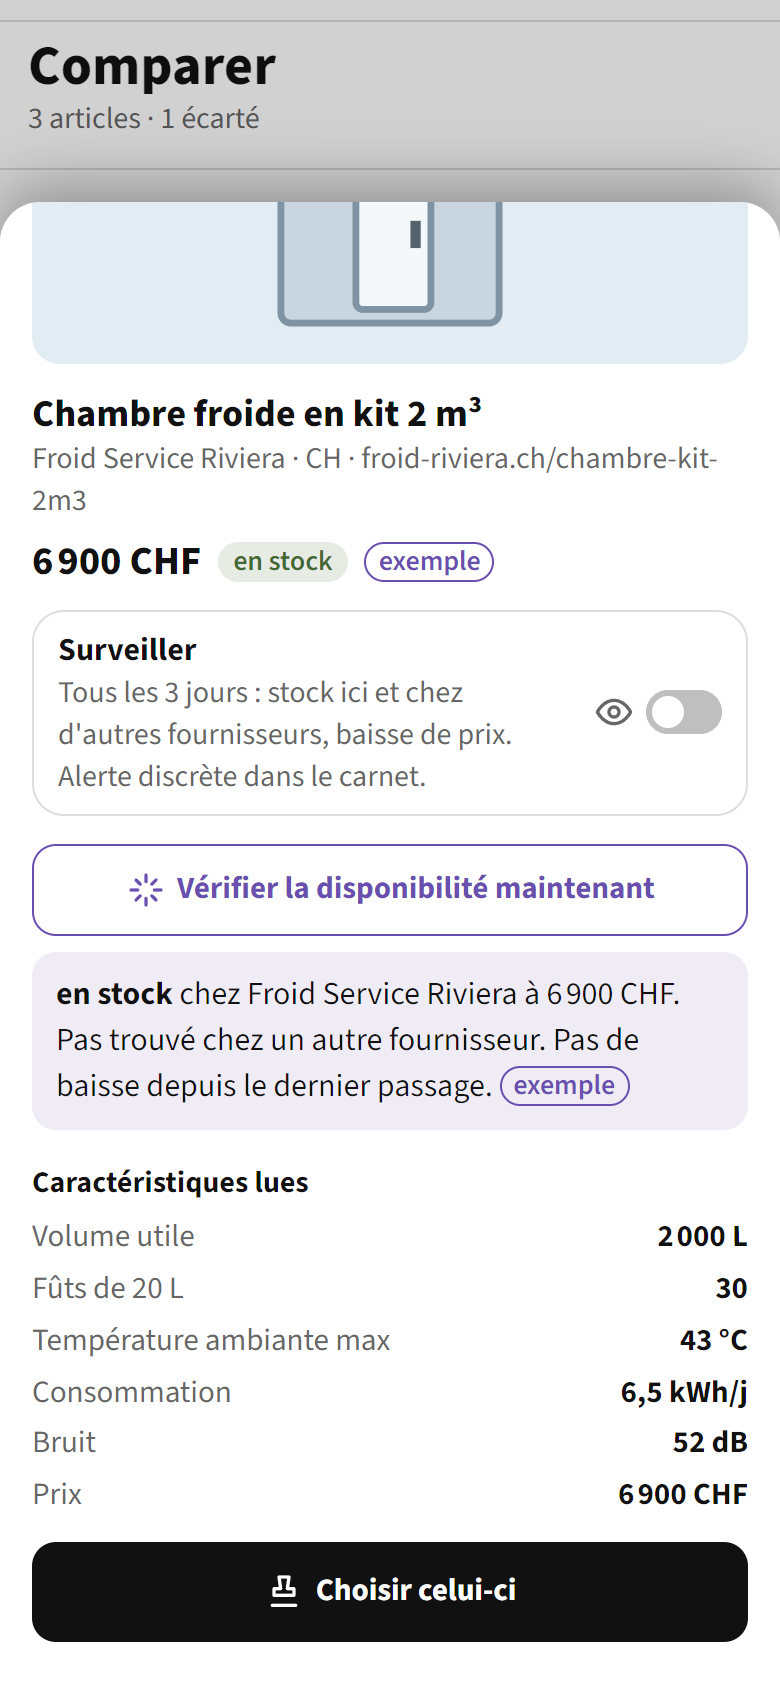 Comparer
3 articles · 1 écarté
Chambre froide en kit 2 m³
Froid Service Riviera · CH · froid-riviera.ch/chambre-kit-
2m3
6 900 CHF en stock exemple
Surveiller
Tous les 3 jours : stock ici et chez
d'autres fournisseurs, baisse de prix.
Alerte discrète dans le carnet.
Vérifier la disponibilité maintenant
en stock chez Froid Service Riviera à 6 900 CHF.
Pas trouvé chez un autre fournisseur. Pas de
baisse depuis le dernier passage. exemple
Caractéristiques lues
Volume utile 2 000 L
Fûts de 20 L 30
Température ambiante max 43 °C
Consommation 6,5 kWh/j
Bruit 52 dB
Prix 6 900 CHF
Choisir celui-ci